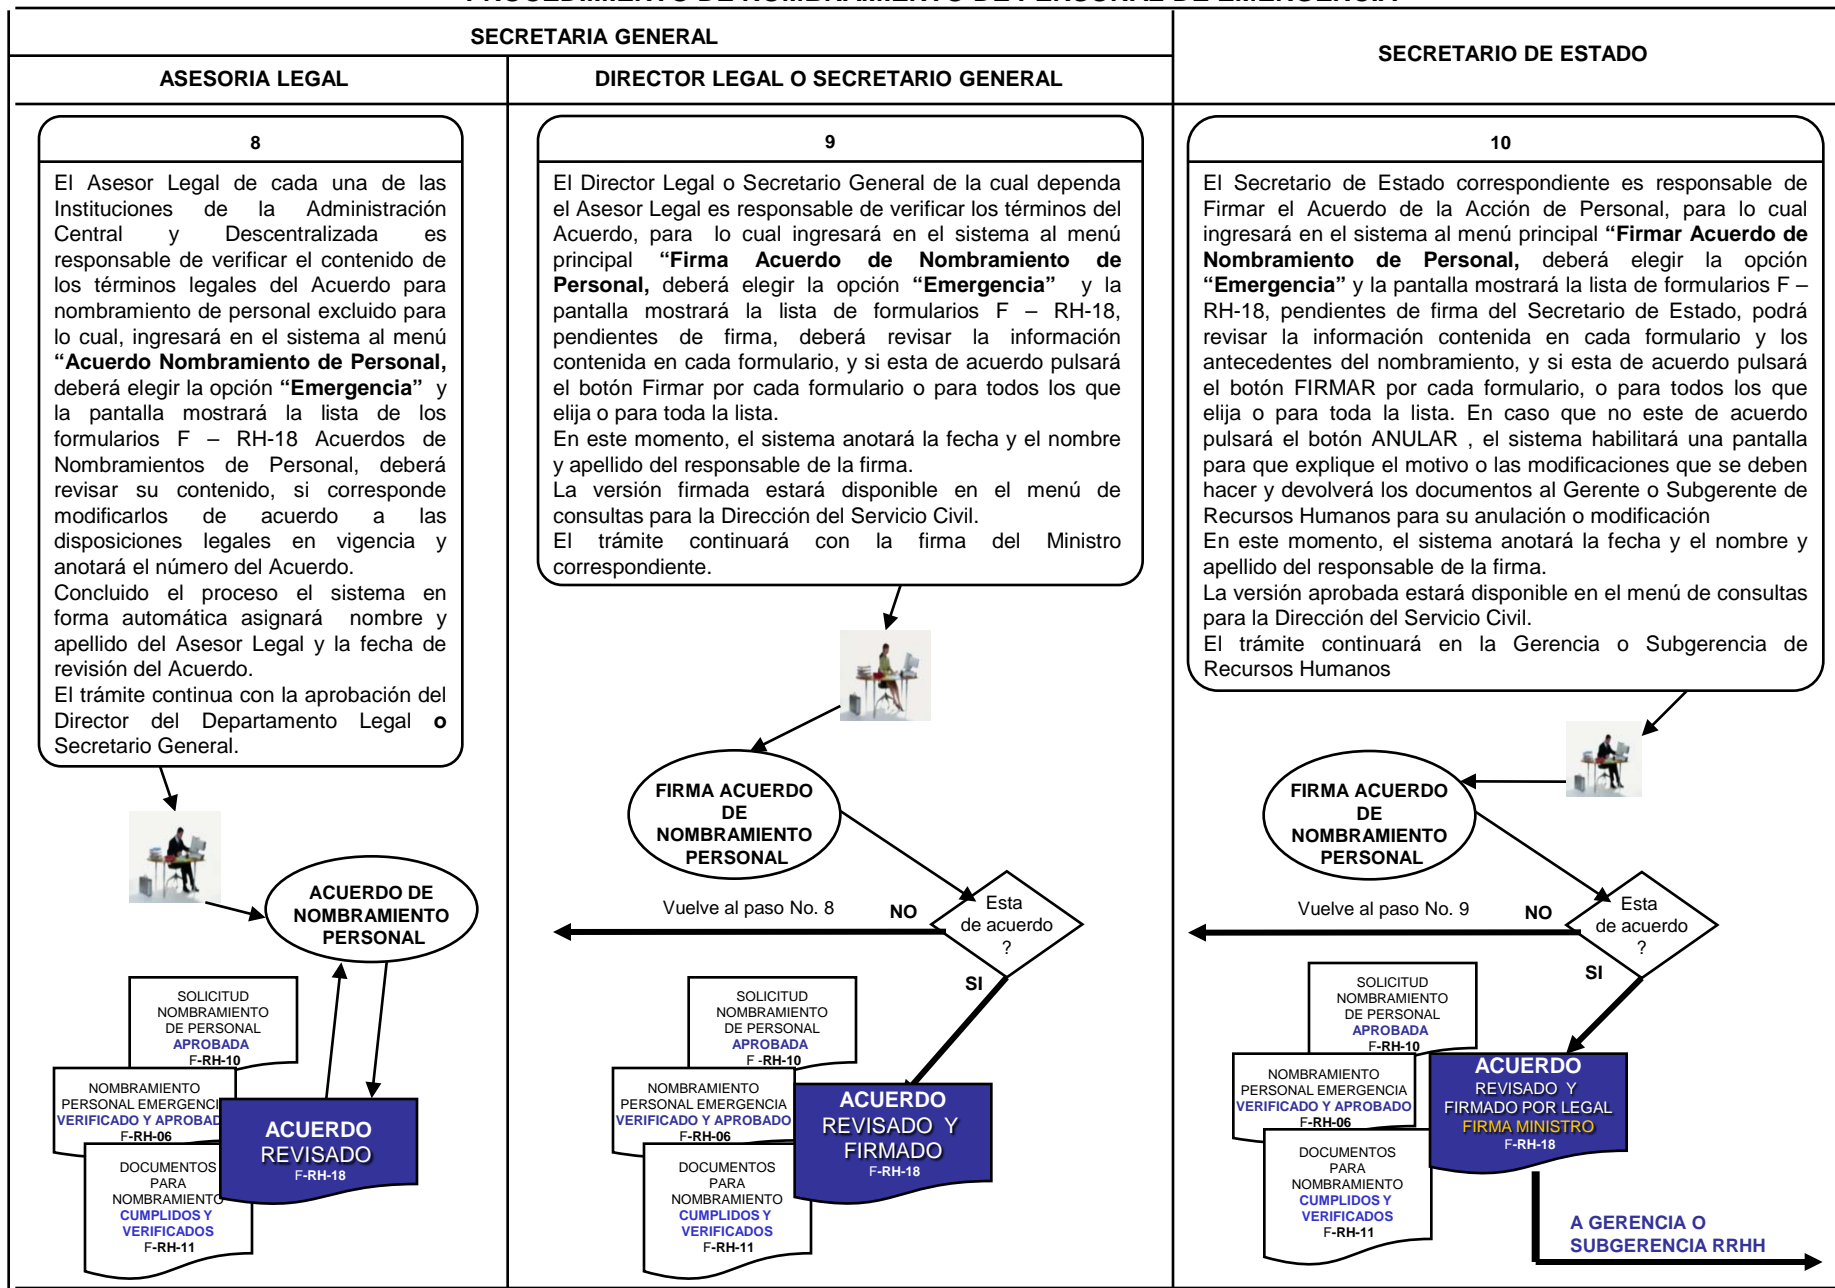 PROCEDIMIENTO DE NOMBRAMIENTO DE PERSONAL DE EMERGENCIA
SECRETARIA GENERAL
SECRETARIO DE ESTADO
ASESORIA LEGAL
DIRECTOR LEGAL O SECRETARIO GENERAL
8
El Asesor Legal de cada una de las
Instituciones de la Administración
Central y Descentralizada es
responsable de verificar el contenido de
los términos legales del Acuerdo para
nombramiento de personal excluido para
lo cual, ingresará en el sistema al menú
“Acuerdo Nombramiento de Personal,
deberá elegir la opción “Emergencia” y
la pantalla mostrará la lista de los
formularios F – RH-18 Acuerdos de
Nombramientos de Personal, deberá
revisar su contenido, si corresponde
modificarlos de acuerdo a las
disposiciones legales en vigencia y
anotará el número del Acuerdo.
Concluido el proceso el sistema en
forma automática asignará nombre y
apellido del Asesor Legal y la fecha de
revisión del Acuerdo.
El trámite continua con la aprobación del
Director del Departamento Legal o
Secretario General.
ACUERDO DE
NOMBRAMIENTO
PERSONAL
SOLICITUD
NOMBRAMIENTO
DE PERSONAL
APROBADA
F-RH-10
NOMBRAMIENTO
PERSONAL EMERGENCI
VERIFICADO Y APROBAD
F-RH-06
DOCUMENTOS
PARA
NOMBRAMIENTO
CUMPLIDOS Y
VERIFICADOS
F-RH-11
ACUERDO
REVISADO
F-RH-18
9
El Director Legal o Secretario General de la cual dependa
el Asesor Legal es responsable de verificar los términos del
Acuerdo, para lo cual ingresará en el sistema al menú
principal “Firma Acuerdo de Nombramiento de
Personal, deberá elegir la opción “Emergencia” y la
pantalla mostrará la lista de formularios F – RH-18,
pendientes de firma, deberá revisar la información
contenida en cada formulario, y si esta de acuerdo pulsará
el botón Firmar por cada formulario o para todos los que
elija o para toda la lista.
En este momento, el sistema anotará la fecha y el nombre
y apellido del responsable de la firma.
La versión firmada estará disponible en el menú de
consultas para la Dirección del Servicio Civil.
El trámite continuará con la firma del Ministro
correspondiente.
FIRMA ACUERDO
DE
NOMBRAMIENTO
PERSONAL
Esta
de acuerdo
?
NO
Vuelve al paso No. 8
SI
SOLICITUD
NOMBRAMIENTO
DE PERSONAL
APROBADA
F -RH-10
NOMBRAMIENTO
PERSONAL EMERGENCIA
VERIFICADO Y APROBADO
F-RH-06
DOCUMENTOS
PARA
NOMBRAMIENTO
CUMPLIDOS Y
VERIFICADOS
F-RH-11
ACUERDO
REVISADO Y
FIRMADO
F-RH-18
10
El Secretario de Estado correspondiente es responsable de
Firmar el Acuerdo de la Acción de Personal, para lo cual
ingresará en el sistema al menú principal “Firmar Acuerdo de
Nombramiento de Personal, deberá elegir la opción
“Emergencia” y la pantalla mostrará la lista de formularios F –
RH-18, pendientes de firma del Secretario de Estado, podrá
revisar la información contenida en cada formulario y los
antecedentes del nombramiento, y si esta de acuerdo pulsará
el botón FIRMAR por cada formulario, o para todos los que
elija o para toda la lista. En caso que no este de acuerdo
pulsará el botón ANULAR , el sistema habilitará una pantalla
para que explique el motivo o las modificaciones que se deben
hacer y devolverá los documentos al Gerente o Subgerente de
Recursos Humanos para su anulación o modificación
En este momento, el sistema anotará la fecha y el nombre y
apellido del responsable de la firma.
La versión aprobada estará disponible en el menú de consultas
para la Dirección del Servicio Civil.
El trámite continuará en la Gerencia o Subgerencia de
Recursos Humanos
FIRMA ACUERDO
DE
NOMBRAMIENTO
PERSONAL
Esta
de acuerdo
?
NO
Vuelve al paso No. 9
SI
SOLICITUD
NOMBRAMIENTO
DE PERSONAL
APROBADA
F-RH-10
NOMBRAMIENTO
PERSONAL EMERGENCIA
VERIFICADO Y APROBADO
F-RH-06
DOCUMENTOS
PARA
NOMBRAMIENTO
CUMPLIDOS Y
VERIFICADOS
F-RH-11
ACUERDO
REVISADO Y
FIRMADO POR LEGAL
FIRMA MINISTRO
F-RH-18
A GERENCIA O
SUBGERENCIA RRHH